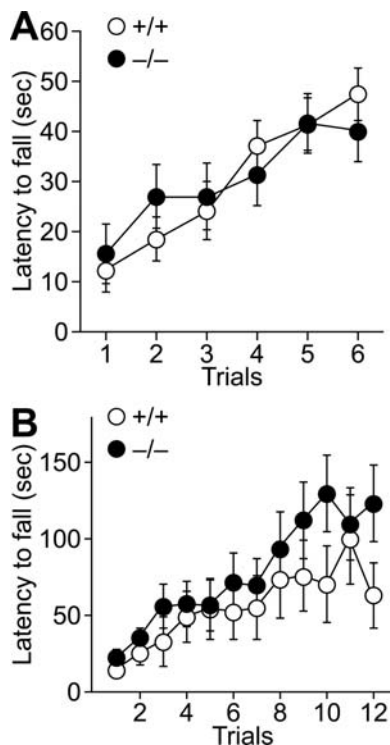 A
+/+
–/–
Latency to fall (sec)
60
50
40
30
20
10
0
1 2 3 4 5 6
Trials
B
+/+
–/–
Latency to fall (sec)
150
100
50
0
2 4 6 8 10 12
Trials